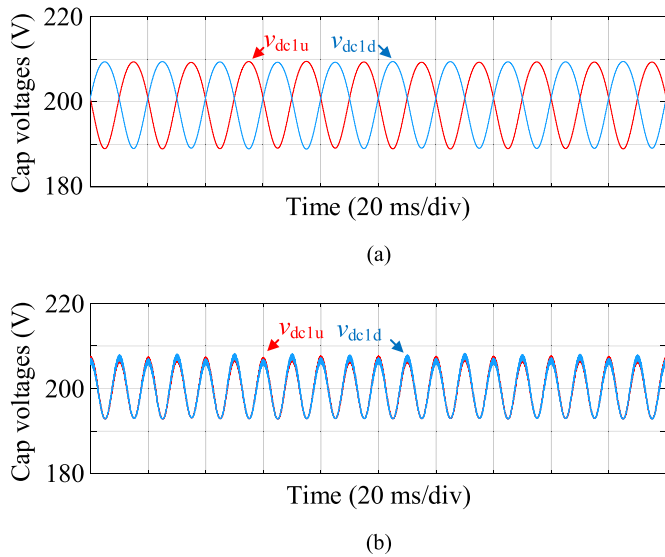 220
v_dc1u v_dc1d
200
180
Cap voltages (V)
Time (20 ms/div)
(a)
220
v_dc1u v_dc1d
200
180
Cap voltages (V)
Time (20 ms/div)
(b)